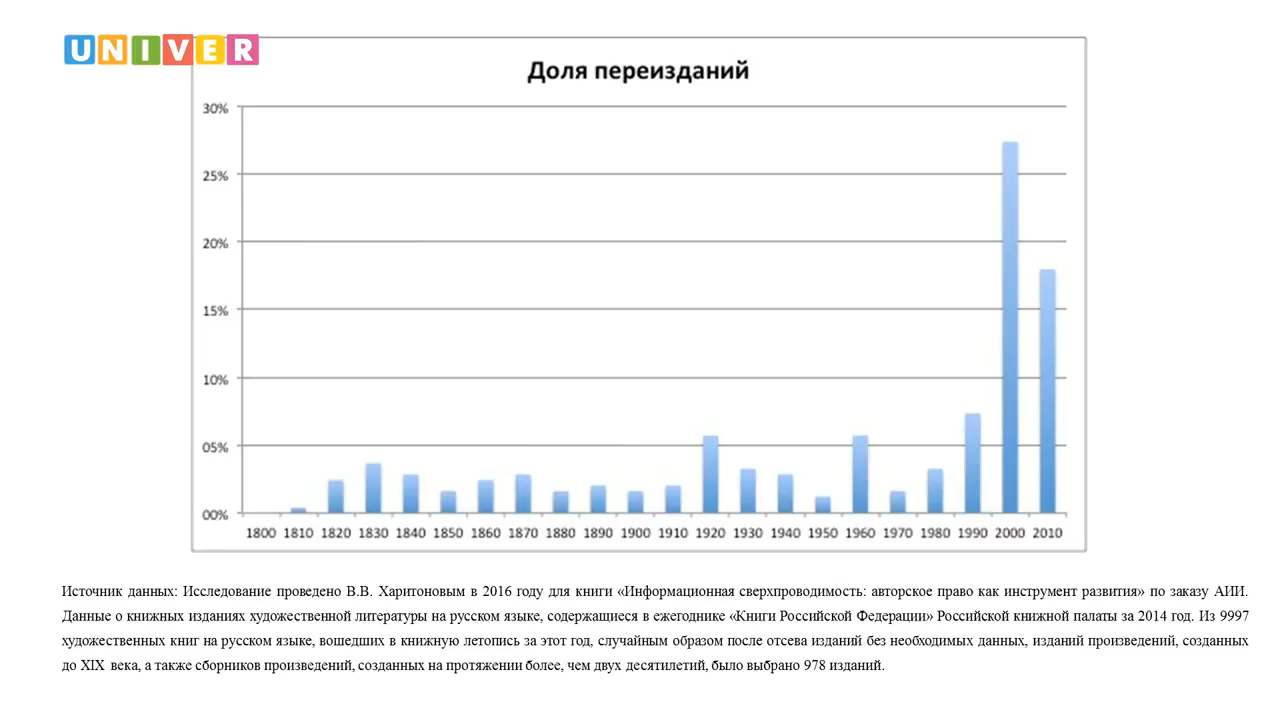 UNIVER
Доля переизданий
30%
25%
20%
15%
10%
05%
00%
1800 1810 1820 1830 1840 1850 1860 1870 1880 1890 1900 1910 1920 1930 1940 1950 1960 1970 1980 1990 2000 2010
Источник данных: Исследование проведено В.В. Харитоновым в 2016 году для книги «Информационная сверхпроводимость: авторское право как инструмент развития» по заказу АИИ.
Данные о книжных изданиях художественной литературы на русском языке, содержащиеся в ежегоднике «Книги Российской Федерации» Российской книжной палаты за 2014 год. Из 9997
художественных книг на русском языке, вошедших в книжную летопись за этот год, случайным образом после отсева изданий без необходимых данных, изданий произведений, созданных
до XIX века, а также сборников произведений, созданных на протяжении более, чем двух десятилетий, было выбрано 978 изданий.